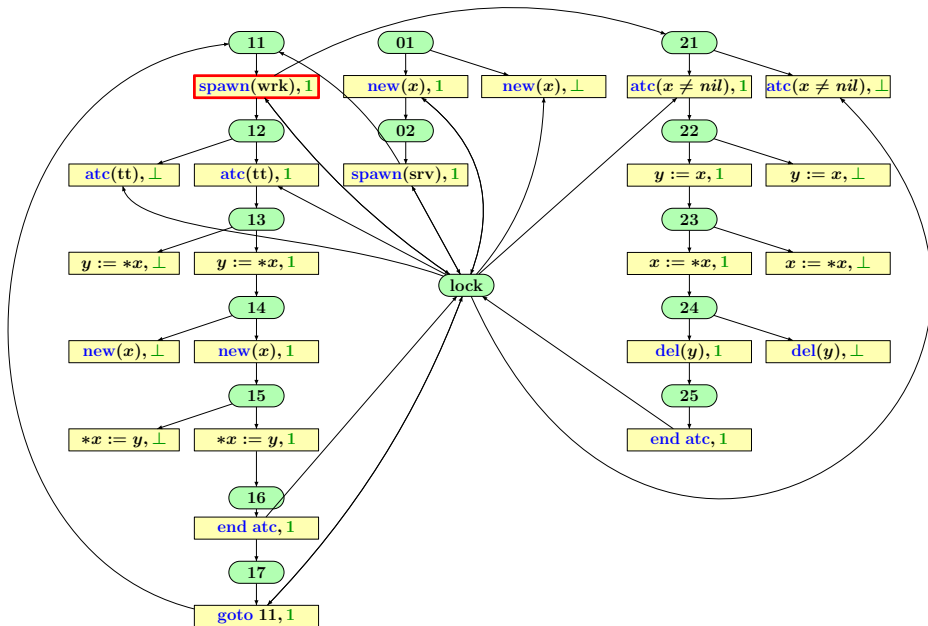 11
01
21
spawn(wrk), 1
new(x), 1
new(x), ⊥
atc(x ≠ nil), 1
atc(x ≠ nil), ⊥
12
02
22
atc(tt), ⊥
atc(tt), 1
spawn(srv), 1
y := x, 1
y := x, ⊥
13
23
y := *x, ⊥
y := *x, 1
x := *x, 1
x := *x, ⊥
lock
14
24
new(x), ⊥
new(x), 1
del(y), 1
del(y), ⊥
15
25
*x := y, ⊥
*x := y, 1
end atc, 1
16
end atc, 1
17
goto 11, 1